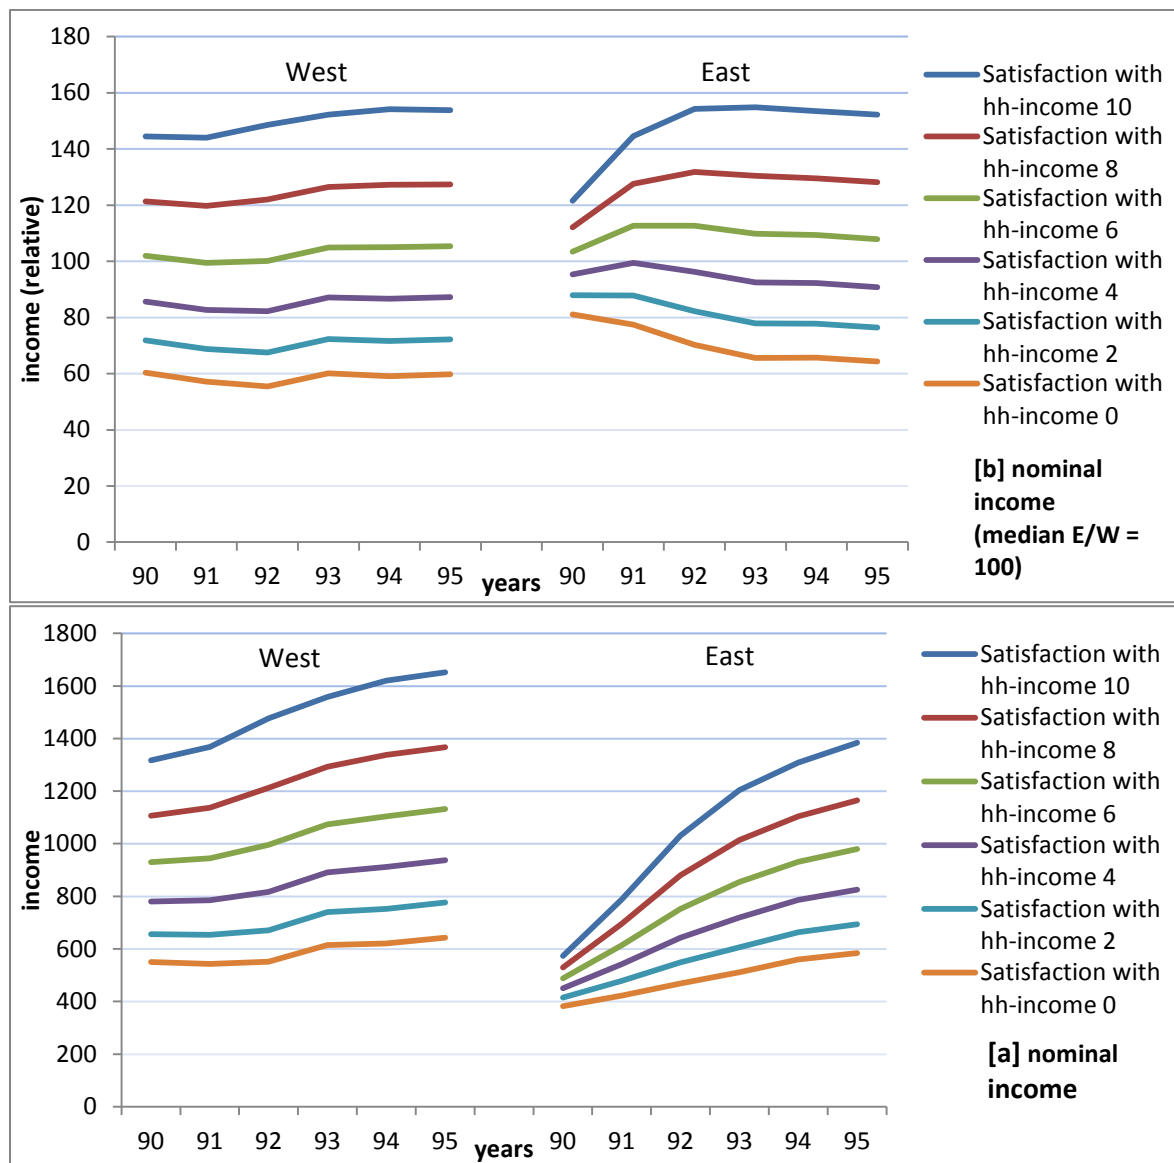 180
160
140
120
100
80
60
40
20
0
income (relative)
West
East
90 91 92 93 94 95 years 90 91 92 93 94 95
Satisfaction with
hh-income 10
Satisfaction with
hh-income 8
Satisfaction with
hh-income 6
Satisfaction with
hh-income 4
Satisfaction with
hh-income 2
Satisfaction with
hh-income 0
[b] nominal
income
(median E/W =
100)
1800
1600
1400
1200
1000
800
600
400
200
0
income
West
East
90 91 92 93 94 95 years 90 91 92 93 94 95
Satisfaction with
hh-income 10
Satisfaction with
hh-income 8
Satisfaction with
hh-income 6
Satisfaction with
hh-income 4
Satisfaction with
hh-income 2
Satisfaction with
hh-income 0
[a] nominal
income